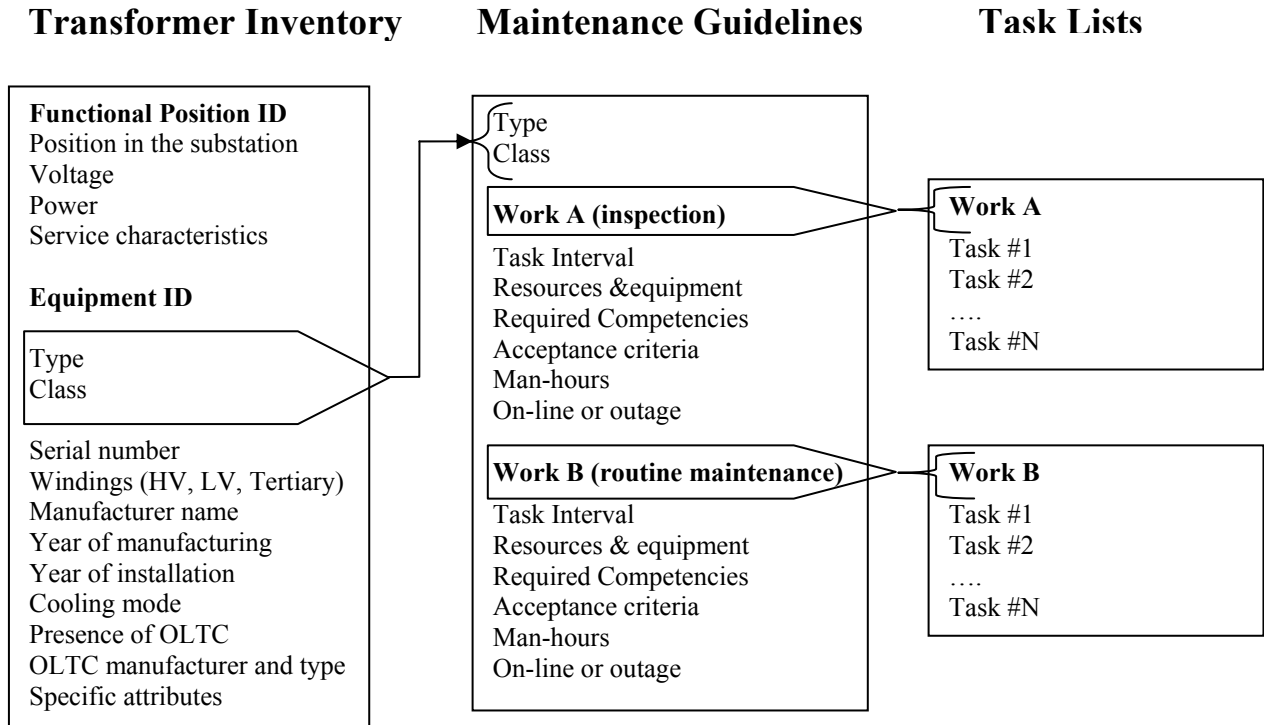 Transformer Inventory
Maintenance Guidelines
Task Lists
Functional Position ID
Position in the substation
Voltage
Power
Service characteristics
Equipment ID
Type
Class
Serial number
Windings (HV, LV, Tertiary)
Manufacturer name
Year of manufacturing
Year of installation
Cooling mode
Presence of OLTC
OLTC manufacturer and type
Specific attributes
Type
Class
Work A (inspection)
Task Interval
Resources &equipment
Required Competencies
Acceptance criteria
Man-hours
On-line or outage
Work B (routine maintenance)
Task Interval
Resources & equipment
Required Competencies
Acceptance criteria
Man-hours
On-line or outage
Work A
Task #1
Task #2
….
Task #N
Work B
Task #1
Task #2
….
Task #N